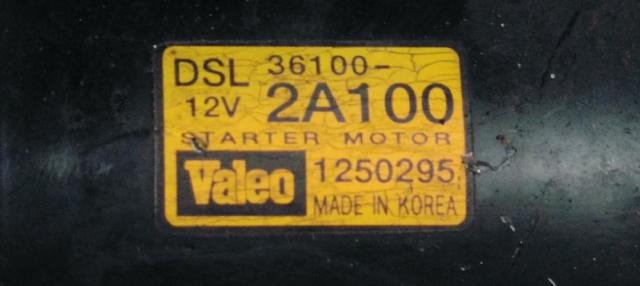 DSL 36100-
12V 2A100
STARTER MOTOR
Valeo 1250295
MADE IN KOREA